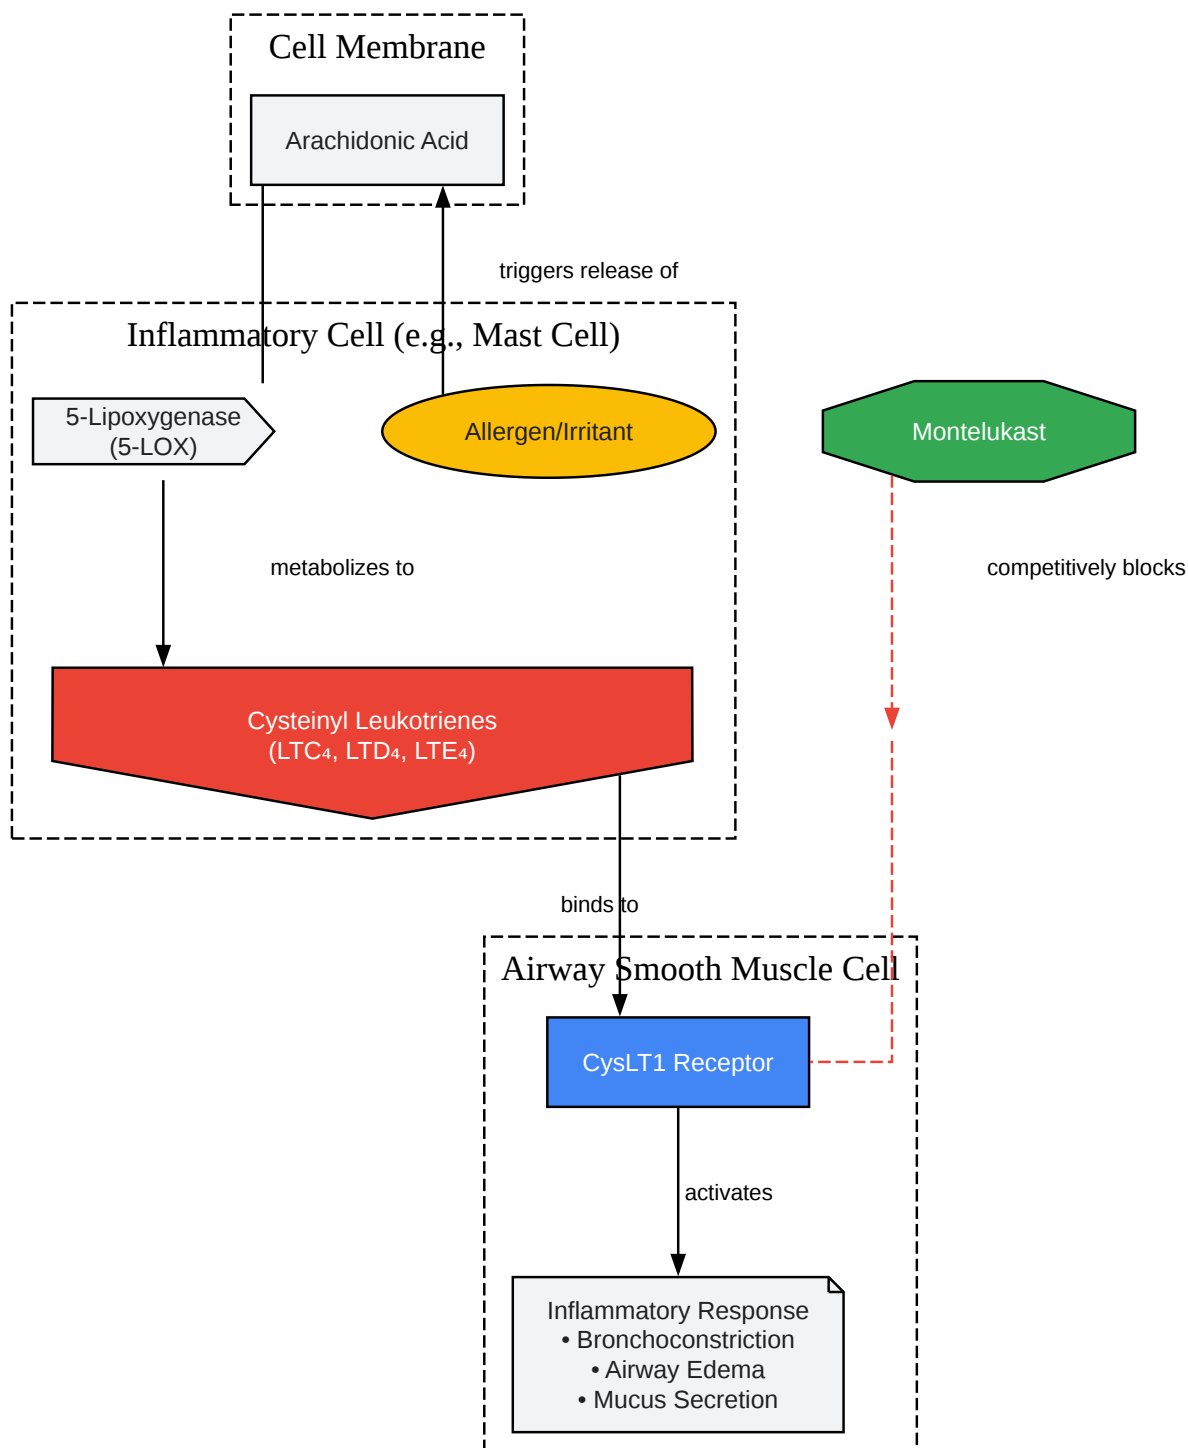 Cell Membrane
Arachidonic Acid
triggers release of
Inflammatory Cell (e.g., Mast Cell)
5-Lipoxygenase
(5-LOX)
Allergen/Irritant
Montelukast
metabolizes to
competitively blocks
Cysteinyl Leukotrienes
(LTC₄, LTD₄, LTE₄)
binds to
Airway Smooth Muscle Cell
CysLT1 Receptor
activates
Inflammatory Response
• Bronchoconstriction
• Airway Edema
• Mucus Secretion